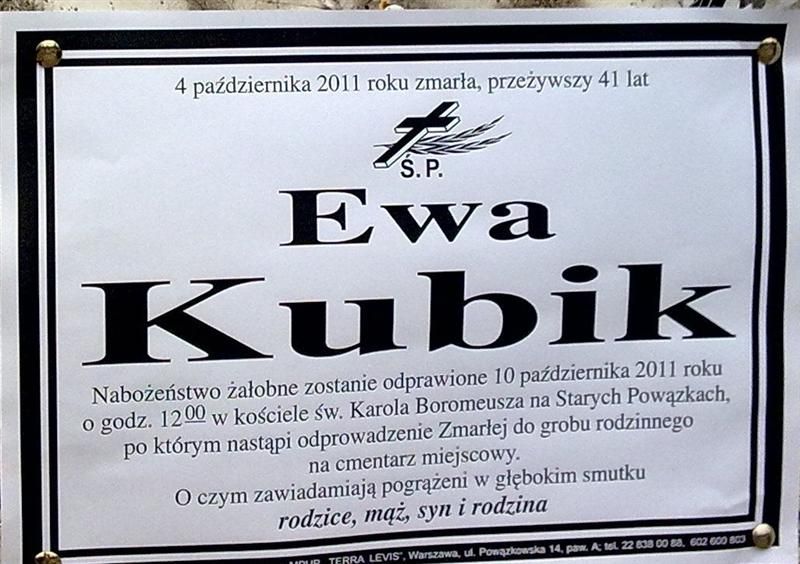 4 października 2011 roku zmarła, przeżywszy 41 lat
Ś.P.
Ewa
Kubik
Nabożeństwo żałobne zostanie odprawione 10 października 2011 roku
o godz. 12 00 w kościele św. Karola Boromeusza na Starych Powązkach,
po którym nastąpi odprowadzenie Zmarłej do grobu rodzinnego
na cmentarz miejscowy.
O czym zawiadamiają pogrążeni w głębokim smutku
rodzice, mąż, syn i rodzina
"TERRA LEVIS", Warszawa, ul. Powązkowska 14, paw. A; tel. 22 838 00 88, 602 600 803